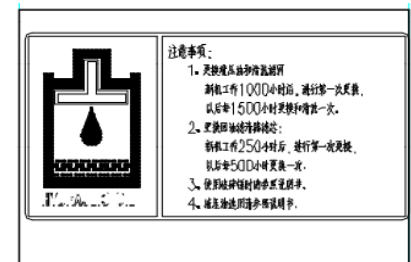 注意事项：
1. 更换液压油和清洗滤网
新机工作1000小时后，进行第一次更换，
以后每1500小时更换和清洗一次。
2. 更换回油滤清器滤芯：
新机工作250小时后，进行第一次更换，
以后每500小时更换一次。
3. 使用破碎锤时请参照说明书。
4. 液压油选用请参照说明书。